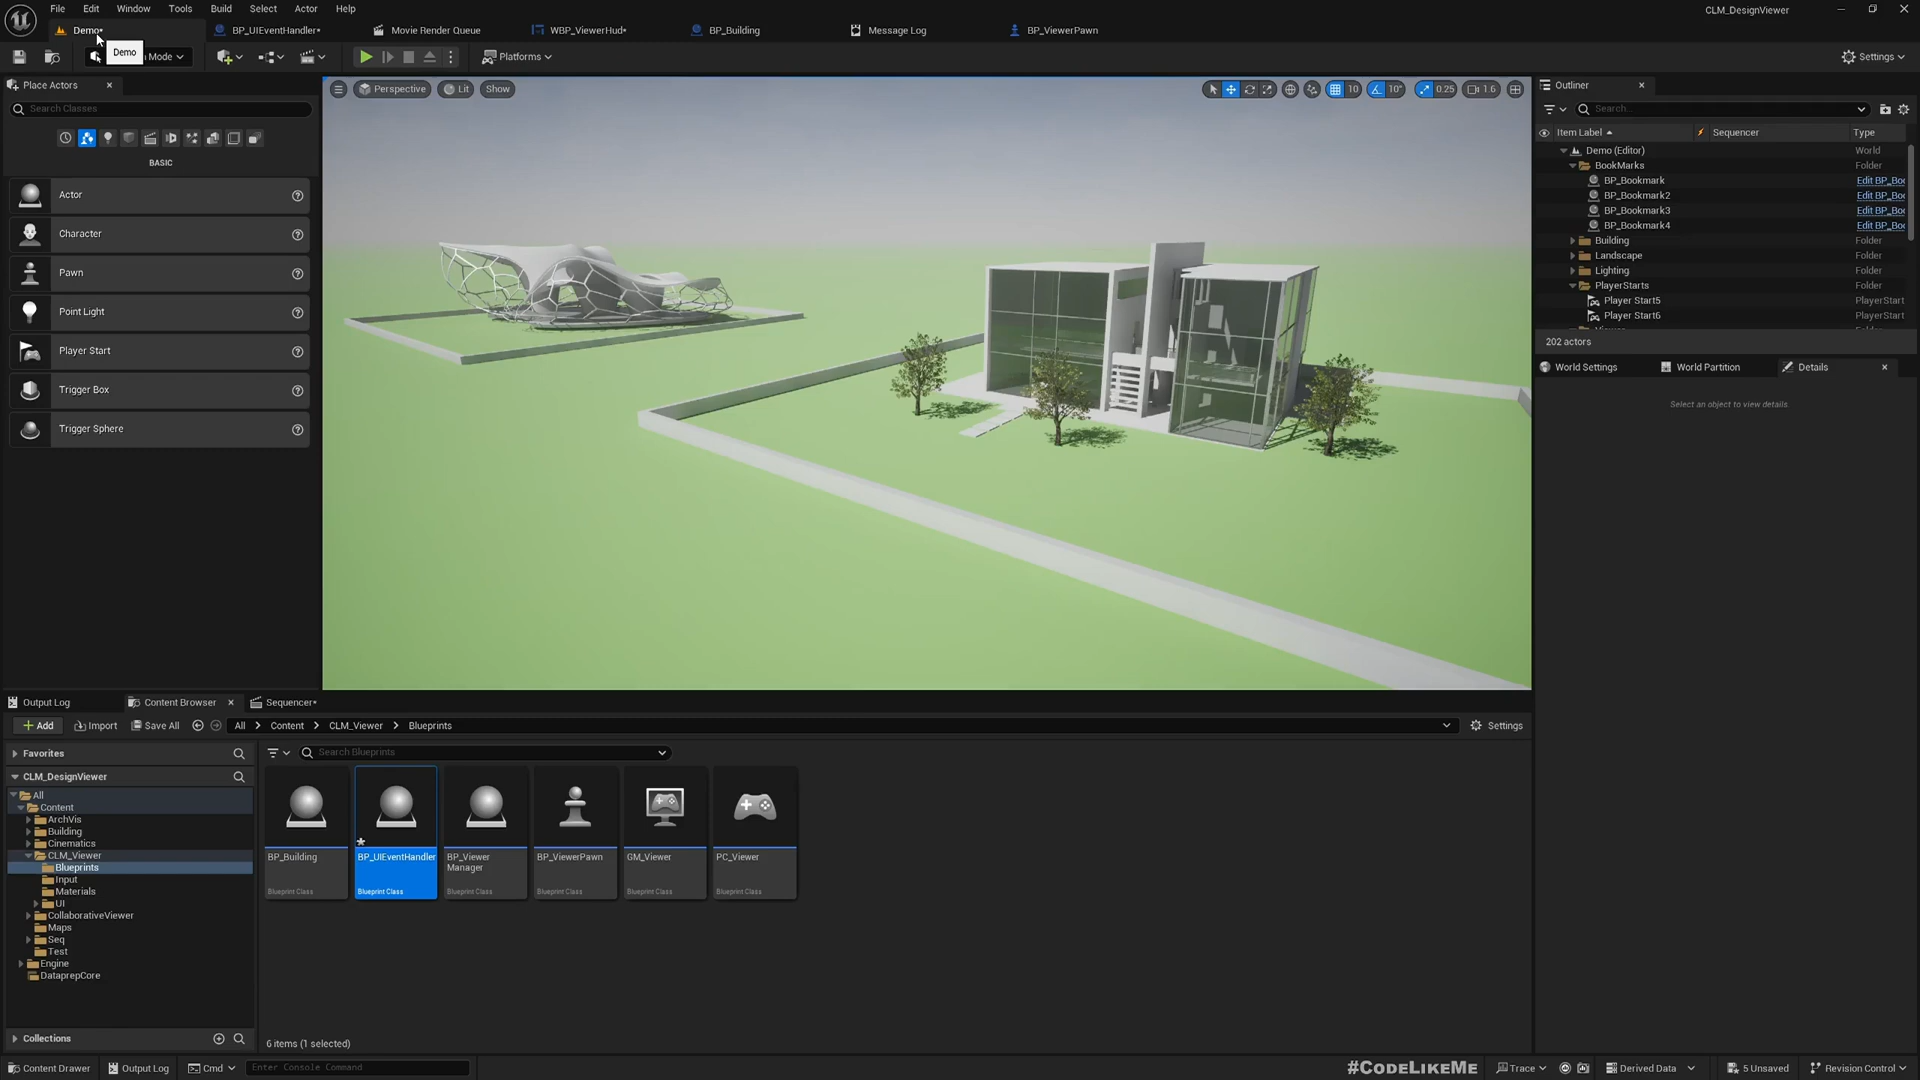 File Edit Window Tools Build Select Actor Help
CLM_DesignViewer
Demo* BP_UIEventHandler* Movie Render Queue WBP_ViewerHud* BP_Building Message Log BP_ViewerPawn
Demo
Mode
Platforms
Settings
Place Actors
Search Classes
BASIC
Actor
Character
Pawn
Point Light
Player Start
Trigger Box
Trigger Sphere
Perspective Lit Show
10 10° 0.25 1.6
Outliner
Search...
Item Label Sequencer Type
Demo (Editor) World
BookMarks Folder
BP_Bookmark Edit BP_Boo
BP_Bookmark2 Edit BP_Boo
BP_Bookmark3 Edit BP_Boo
BP_Bookmark4 Edit BP_Boo
Building Folder
Landscape Folder
Lighting Folder
PlayerStarts Folder
Player Start5 PlayerStart
Player Start6 PlayerStart
202 actors
World Settings World Partition Details
Select an object to view details.
Output Log Content Browser Sequencer*
Add Import Save All All Content CLM_Viewer Blueprints Settings
Favorites
CLM_DesignViewer
All
Content
ArchVis
Building
Cinematics
CLM_Viewer
Blueprints
Input
Materials
UI
CollaborativeViewer
Maps
Seq
Test
Engine
DataprepCore
Collections
Search Blueprints
BP_Building
Blueprint Class
BP_UIEventHandler
Blueprint Class
BP_Viewer
Manager
Blueprint Class
BP_ViewerPawn
Blueprint Class
GM_Viewer
Blueprint Class
PC_Viewer
Blueprint Class
6 items (1 selected)
Content Drawer Output Log Cmd Enter Console Command
#CODELIKEME
Trace Derived Data 5 Unsaved Revision Control